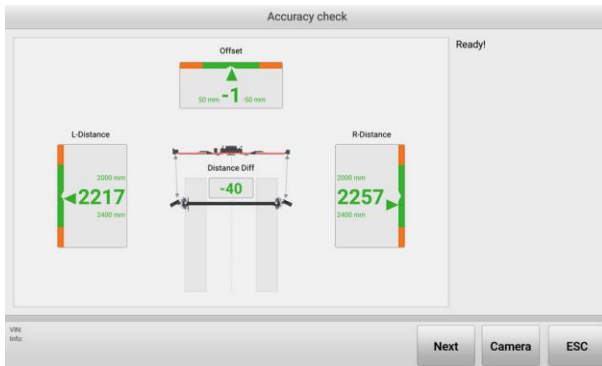 Accuracy check
Ready!
Offset
50 mm -1 -50 mm
L-Distance
R-Distance
2000 mm
2217
2400 mm
Distance Diff
-40
2000 mm
2257
2400 mm
VIN:
Info:
Next
Camera
ESC